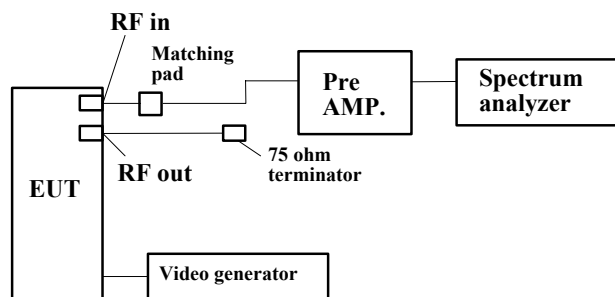 RF in
Matching
pad
Pre
AMP.
Spectrum
analyzer
EUT
RF out
75 ohm
terminator
Video generator